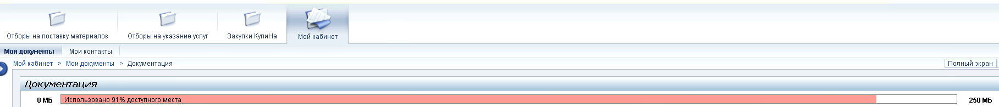 Отборы на поставку материалов
Отборы на указание услуг
Закупки КупиНа
Мой кабинет
Мои документы
Мои контакты
Мой кабинет > Мои документы > Документация
Полный экран
Документация
0 МБ
Использовано 91% доступного места
250 МБ